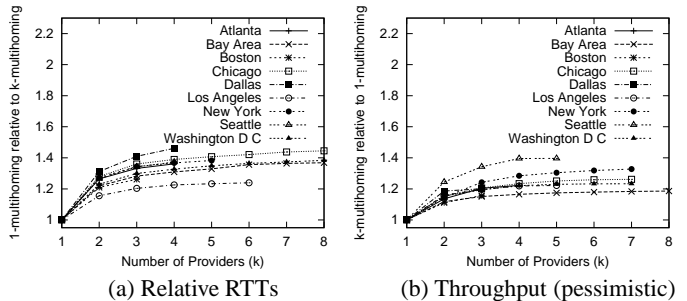 1-multihoming relative to k-multihoming
2.2
2
1.8
1.6
1.4
1.2
1
Atlanta
Bay Area
Boston
Chicago
Dallas
Los Angeles
New York
Seattle
Washington D C
1 2 3 4 5 6 7 8
Number of Providers (k)
(a) Relative RTTs
k-multihoming relative to 1-multihoming
2.2
2
1.8
1.6
1.4
1.2
1
Atlanta
Bay Area
Boston
Chicago
Dallas
Los Angeles
New York
Seattle
Washington D C
1 2 3 4 5 6 7 8
Number of Providers (k)
(b) Throughput (pessimistic)